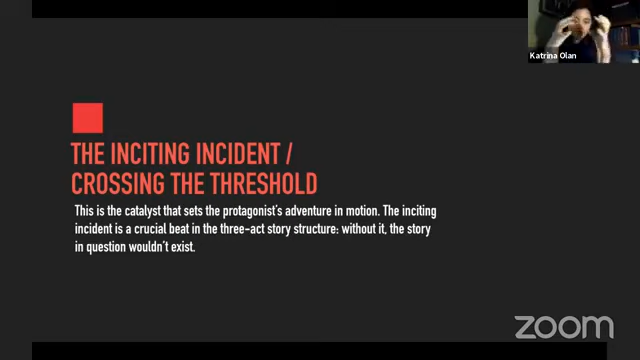 Katrina Olan
THE INCITING INCIDENT /
CROSSING THE THRESHOLD
This is the catalyst that sets the protagonist's adventure in motion. The inciting
incident is a crucial beat in the three-act story structure: without it, the story
in question wouldn't exist.
zoom